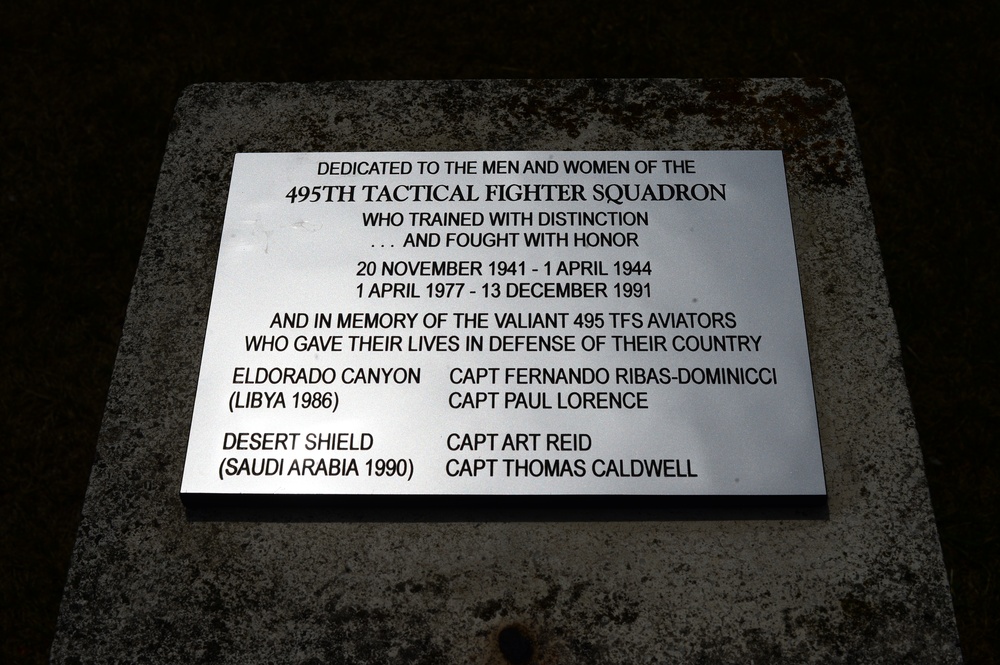 DEDICATED TO THE MEN AND WOMEN OF THE
495TH TACTICAL FIGHTER SQUADRON
WHO TRAINED WITH DISTINCTION
. . . AND FOUGHT WITH HONOR
20 NOVEMBER 1941 - 1 APRIL 1944
1 APRIL 1977 - 13 DECEMBER 1991
AND IN MEMORY OF THE VALIANT 495 TFS AVIATORS
WHO GAVE THEIR LIVES IN DEFENSE OF THEIR COUNTRY
ELDORADO CANYON CAPT FERNANDO RIBAS-DOMINICCI
(LIBYA 1986) CAPT PAUL LORENCE
DESERT SHIELD CAPT ART REID
(SAUDI ARABIA 1990) CAPT THOMAS CALDWELL